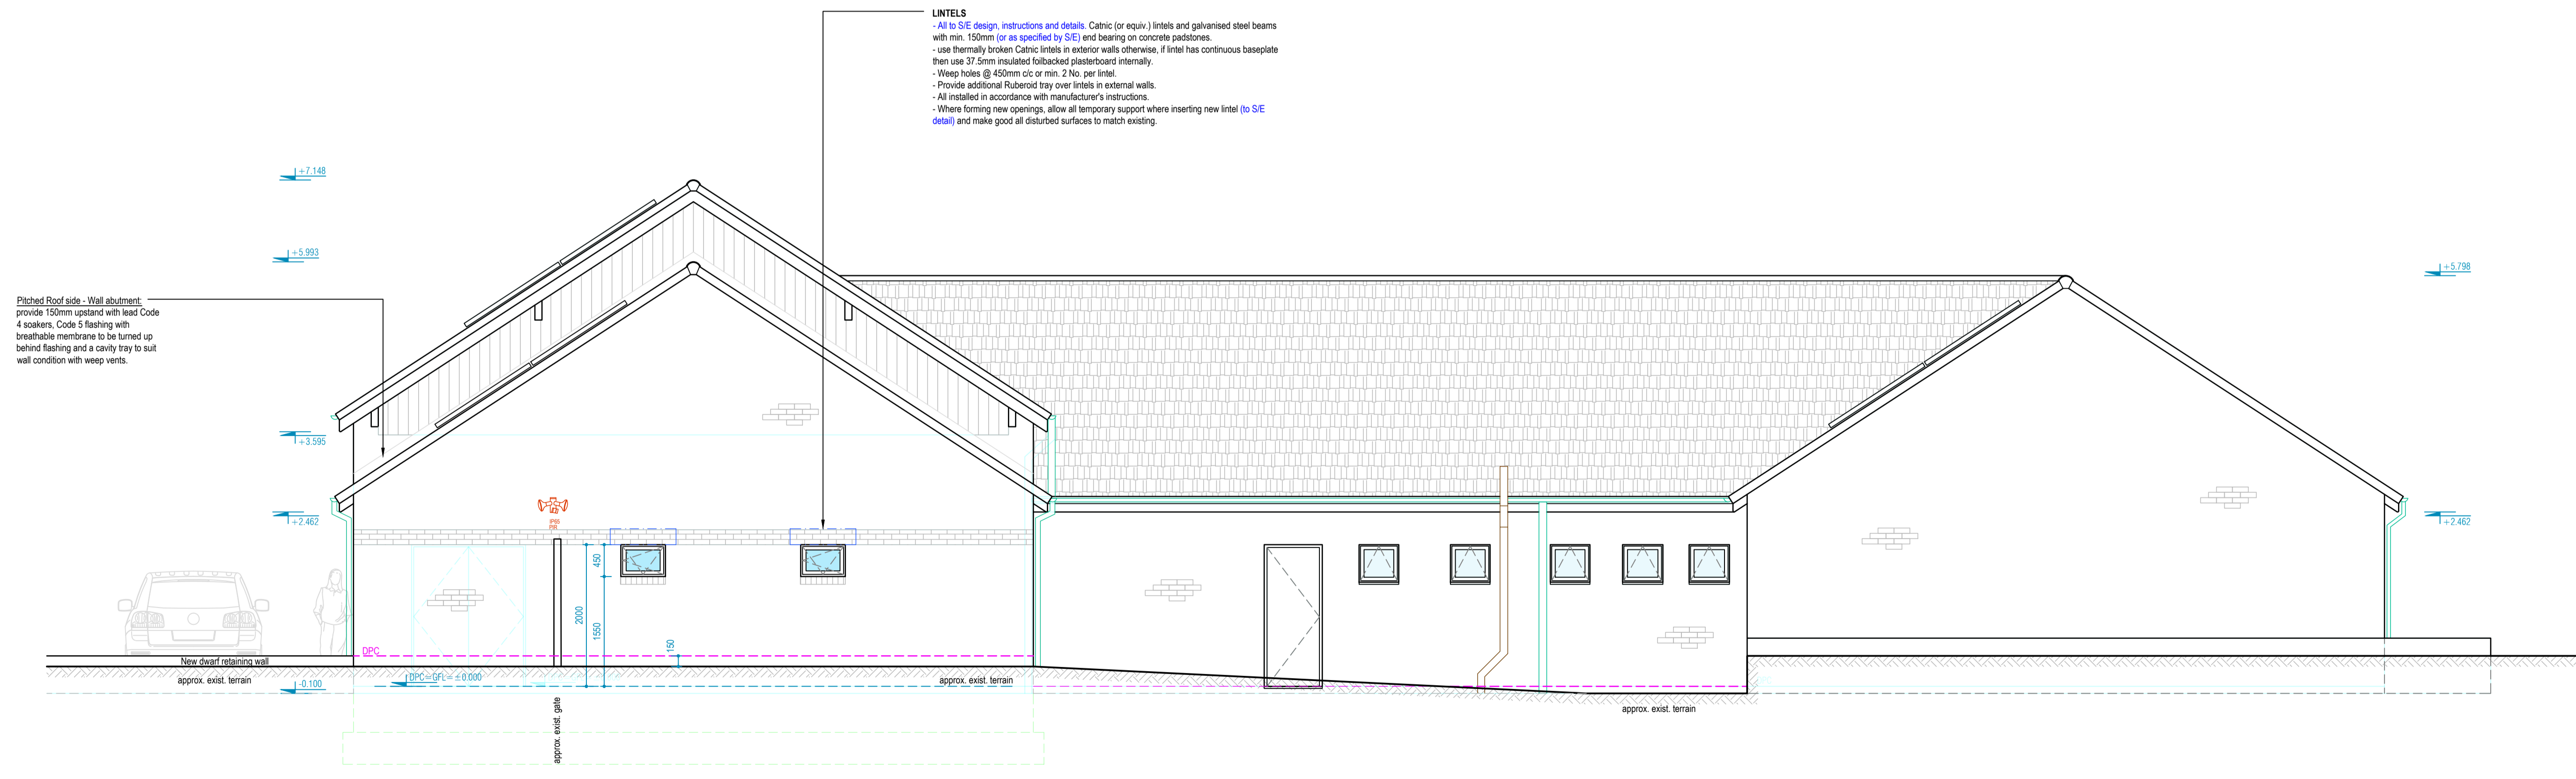 LINTELS
- All to S/E design, instructions and details. Catnic (or equiv.) lintels and galvanised steel beams
with min. 150mm (or as specified by S/E) end bearing on concrete padstones.
- use thermally broken Catnic lintels in exterior walls otherwise, if lintel has continuous baseplate
then use 37.5mm insulated foilbacked plasterboard internally.
- Weep holes @ 450mm c/c or min. 2 No. per lintel.
- Provide additional Ruberoid tray over lintels in external walls.
- All installed in accordance with manufacturer's instructions.
- Where forming new openings, allow all temporary support where inserting new lintel (to S/E
detail) and make good all disturbed surfaces to match existing.
+7.148
+5.993
+5.798
Pitched Roof side - Wall abutment:
provide 150mm upstand with lead Code
4 soakers, Code 5 flashing with
breathable membrane to be turned up
behind flashing and a cavity tray to suit
wall condition with weep vents.
+3.595
+2.462
+2.462
LED
IP65
PIR
450
2000
1550
150
DPC
New dwarf retaining wall
approx. exist. terrain
-0.100
DPC=GFL=±0.000
approx. exist. terrain
approx. exist. gate
approx. exist. terrain